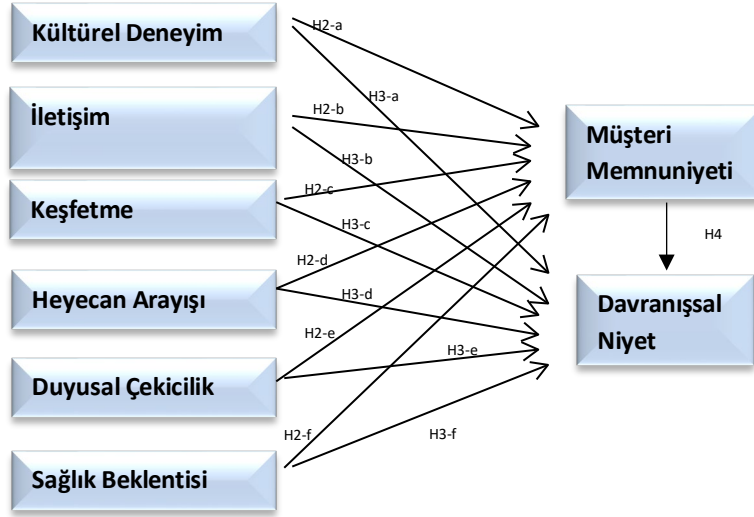 Kültürel Deneyim
H2-a
H3-a
İletişim
H2-b
H3-b
Müşteri
Memnuniyeti
Keşfetme
H2-c
H3-c
H4
Heyecan Arayışı
H2-d
H3-d
Davranışsal
Niyet
H2-e
H3-e
Duyusal Çekicilik
H2-f
H3-f
Sağlık Beklentisi